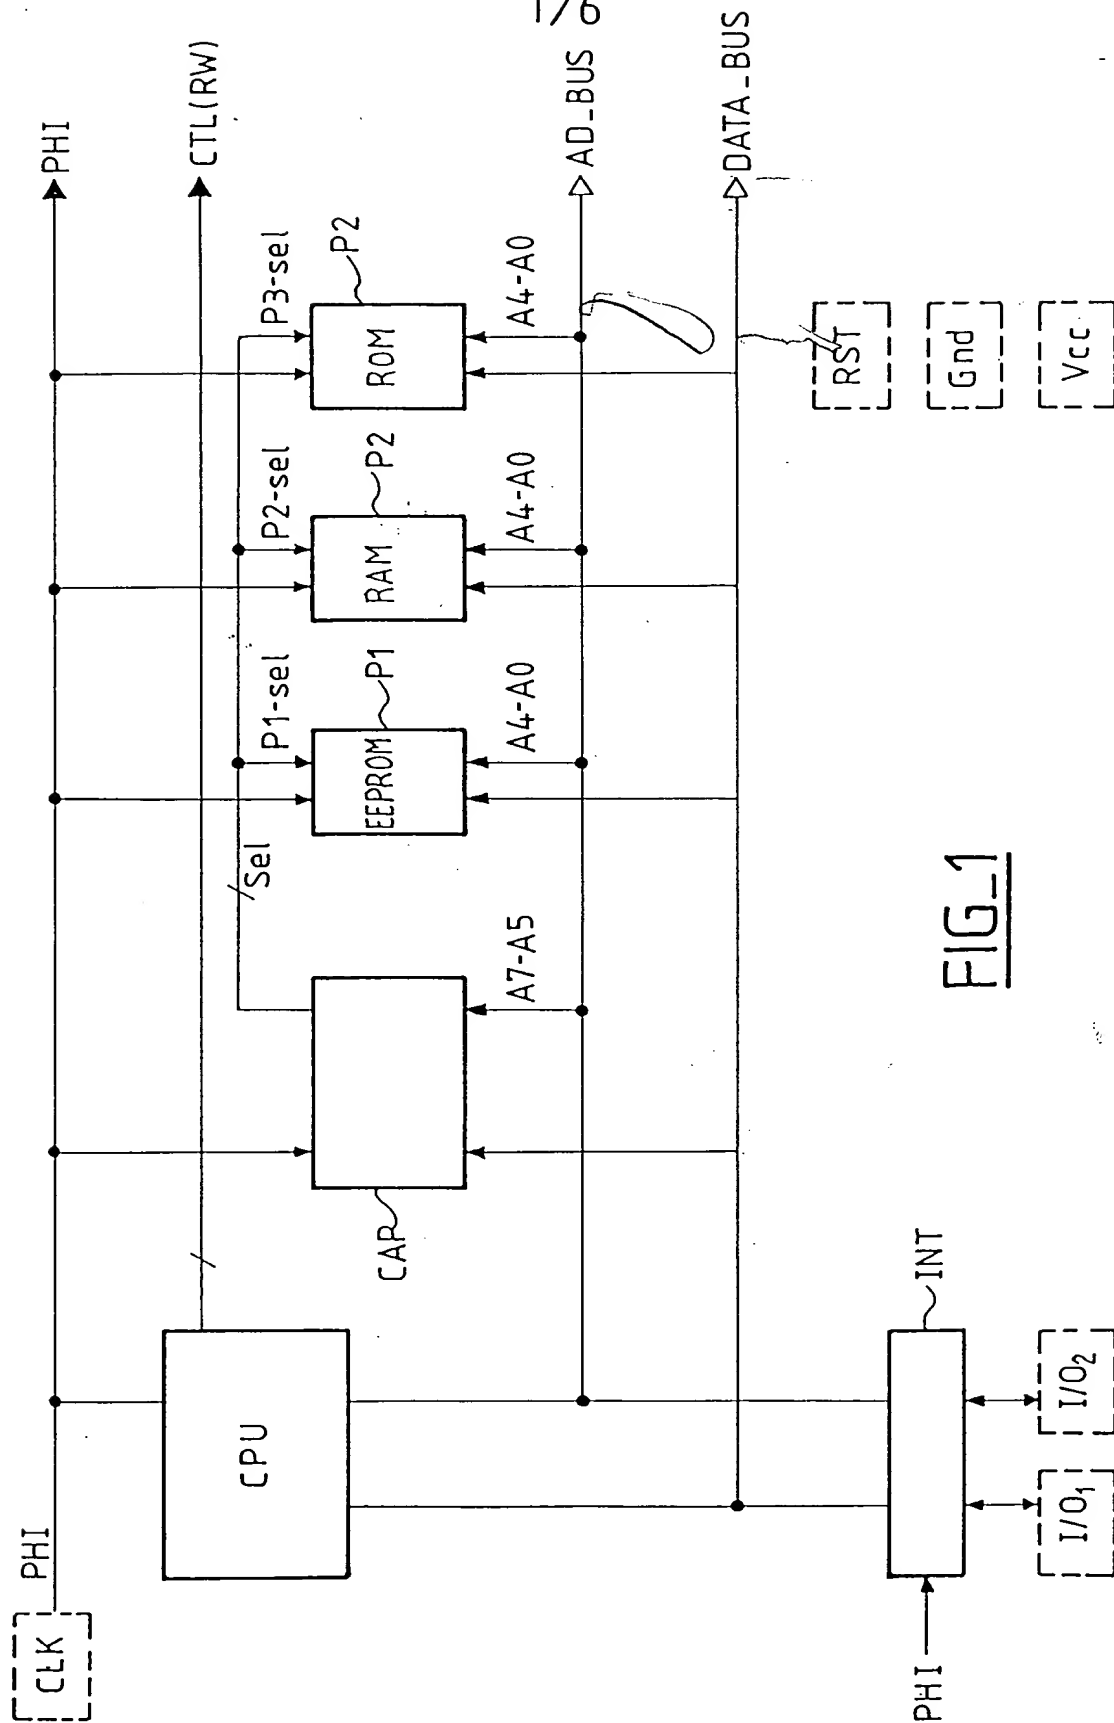 1/6
CLK
PHI
PHI
CTL(RW)
CPU
CAP
Sel
P1-sel
P2-sel
P3-sel
EEPROM
P1
RAM
P2
ROM
P2
A7-A5
A4-A0
A4-A0
A4-A0
AD_BUS
DATA_BUS
PHI
INT
I/O1
I/O2
RST
Gnd
Vcc
FIG_1